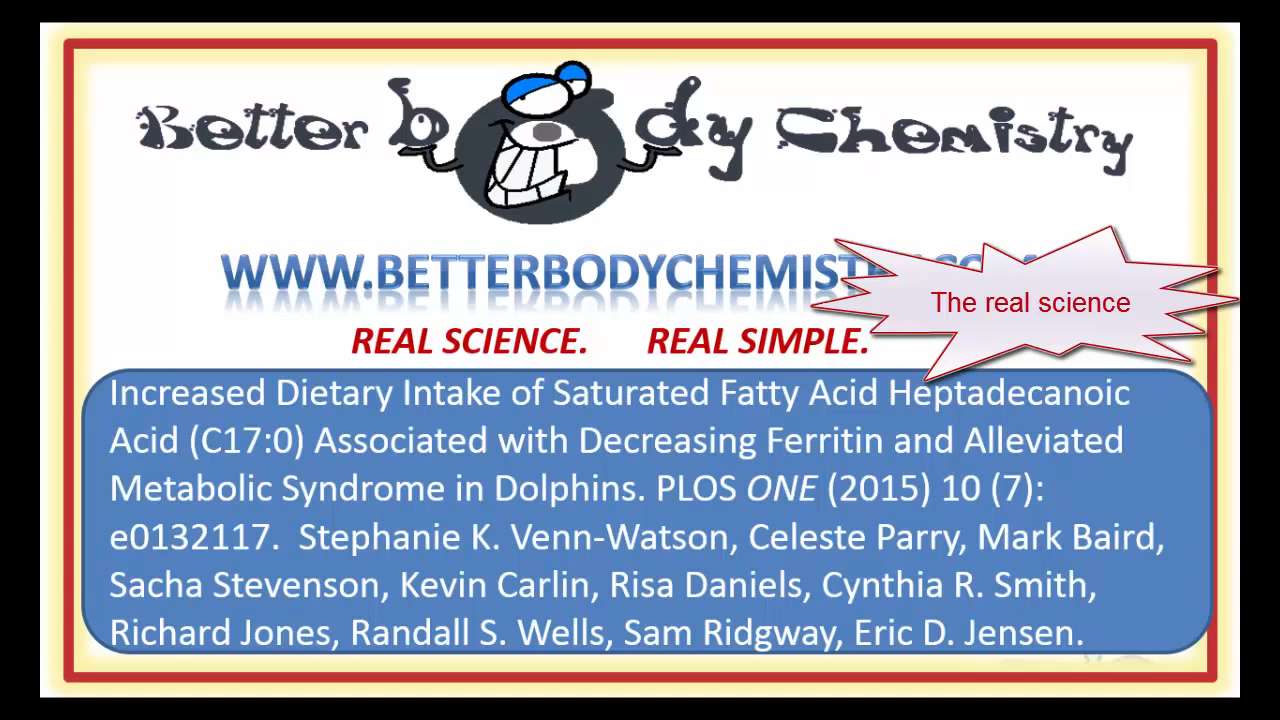 Better body Chemistry
WWW.BETTERBODYCHEMIST
The real science
REAL SCIENCE. REAL SIMPLE.
Increased Dietary Intake of Saturated Fatty Acid Heptadecanoic
Acid (C17:0) Associated with Decreasing Ferritin and Alleviated
Metabolic Syndrome in Dolphins. PLOS ONE (2015) 10 (7):
e0132117. Stephanie K. Venn-Watson, Celeste Parry, Mark Baird,
Sacha Stevenson, Kevin Carlin, Risa Daniels, Cynthia R. Smith,
Richard Jones, Randall S. Wells, Sam Ridgway, Eric D. Jensen.